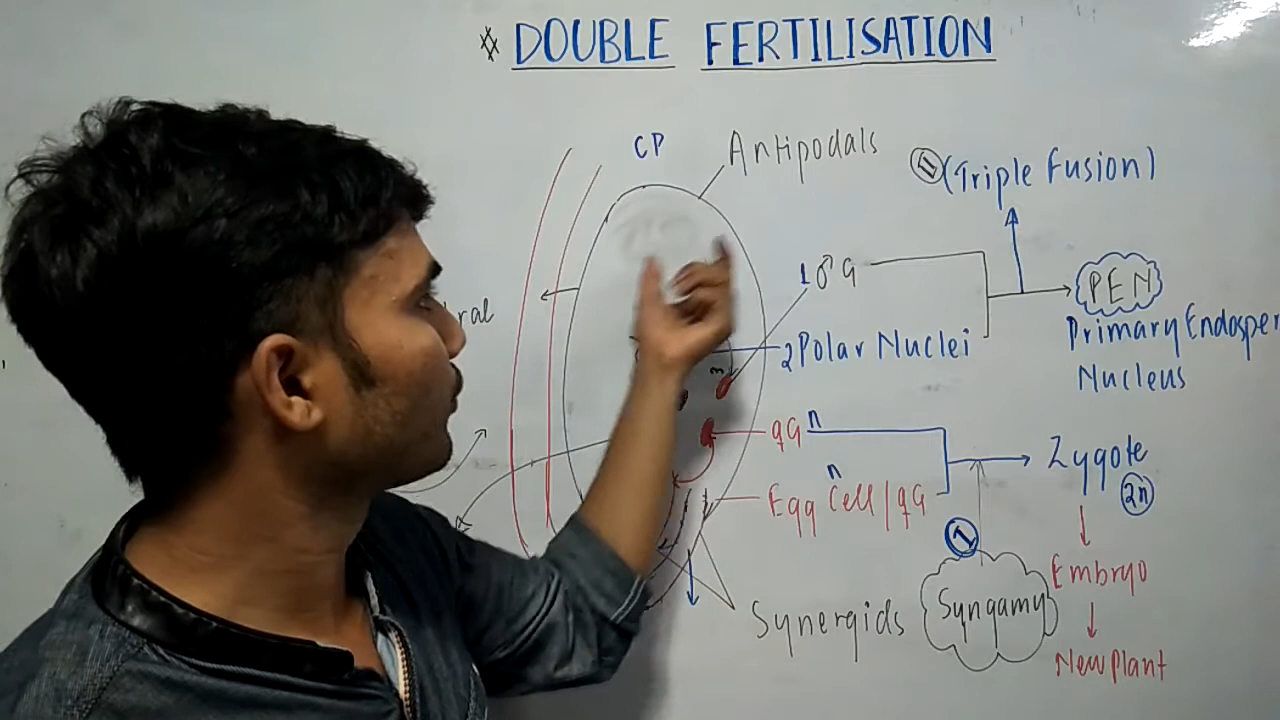 * DOUBLE FERTILISATION
CP
Antipodals
(Triple Fusion)
1♂G
PEN
ral
2 Polar Nuclei
Primary Endosper
Nucleus
n
Zygote
n
2n
Egg Cell /
1
Embryo
Syngamy
Synergids
New Plant